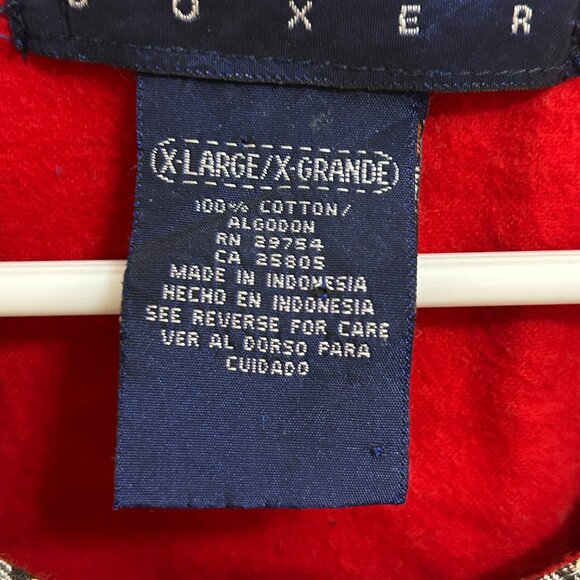 BOXER
X-LARGE/X-GRANDE
100% COTTON/
ALGODON
RN 29754
CA 25805
MADE IN INDONESIA
HECHO EN INDONESIA
SEE REVERSE FOR CARE
VER AL DORSO PARA
CUIDADO